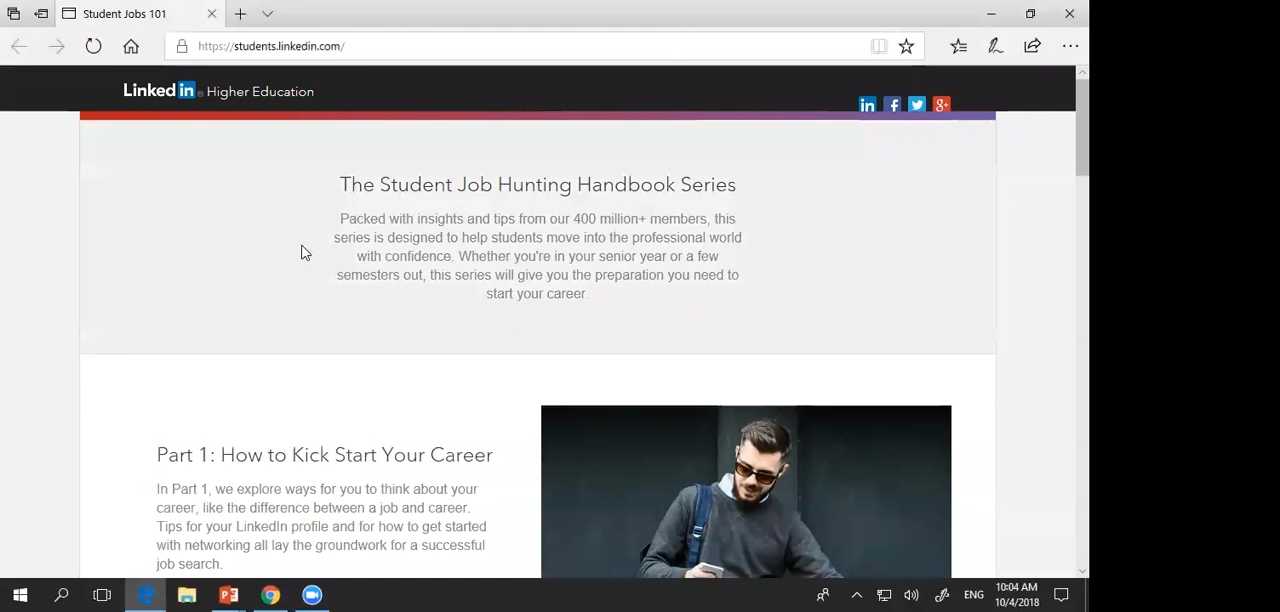 Student Jobs 101
https://students.linkedin.com/
Linked in ® Higher Education
in f g+
The Student Job Hunting Handbook Series
Packed with insights and tips from our 400 million+ members, this
series is designed to help students move into the professional world
with confidence. Whether you're in your senior year or a few
semesters out, this series will give you the preparation you need to
start your career.
Part 1: How to Kick Start Your Career
In Part 1, we explore ways for you to think about your
career, like the difference between a job and career.
Tips for your LinkedIn profile and for how to get started
with networking all lay the groundwork for a successful
job search.
ENG
10:04 AM
10/4/2018